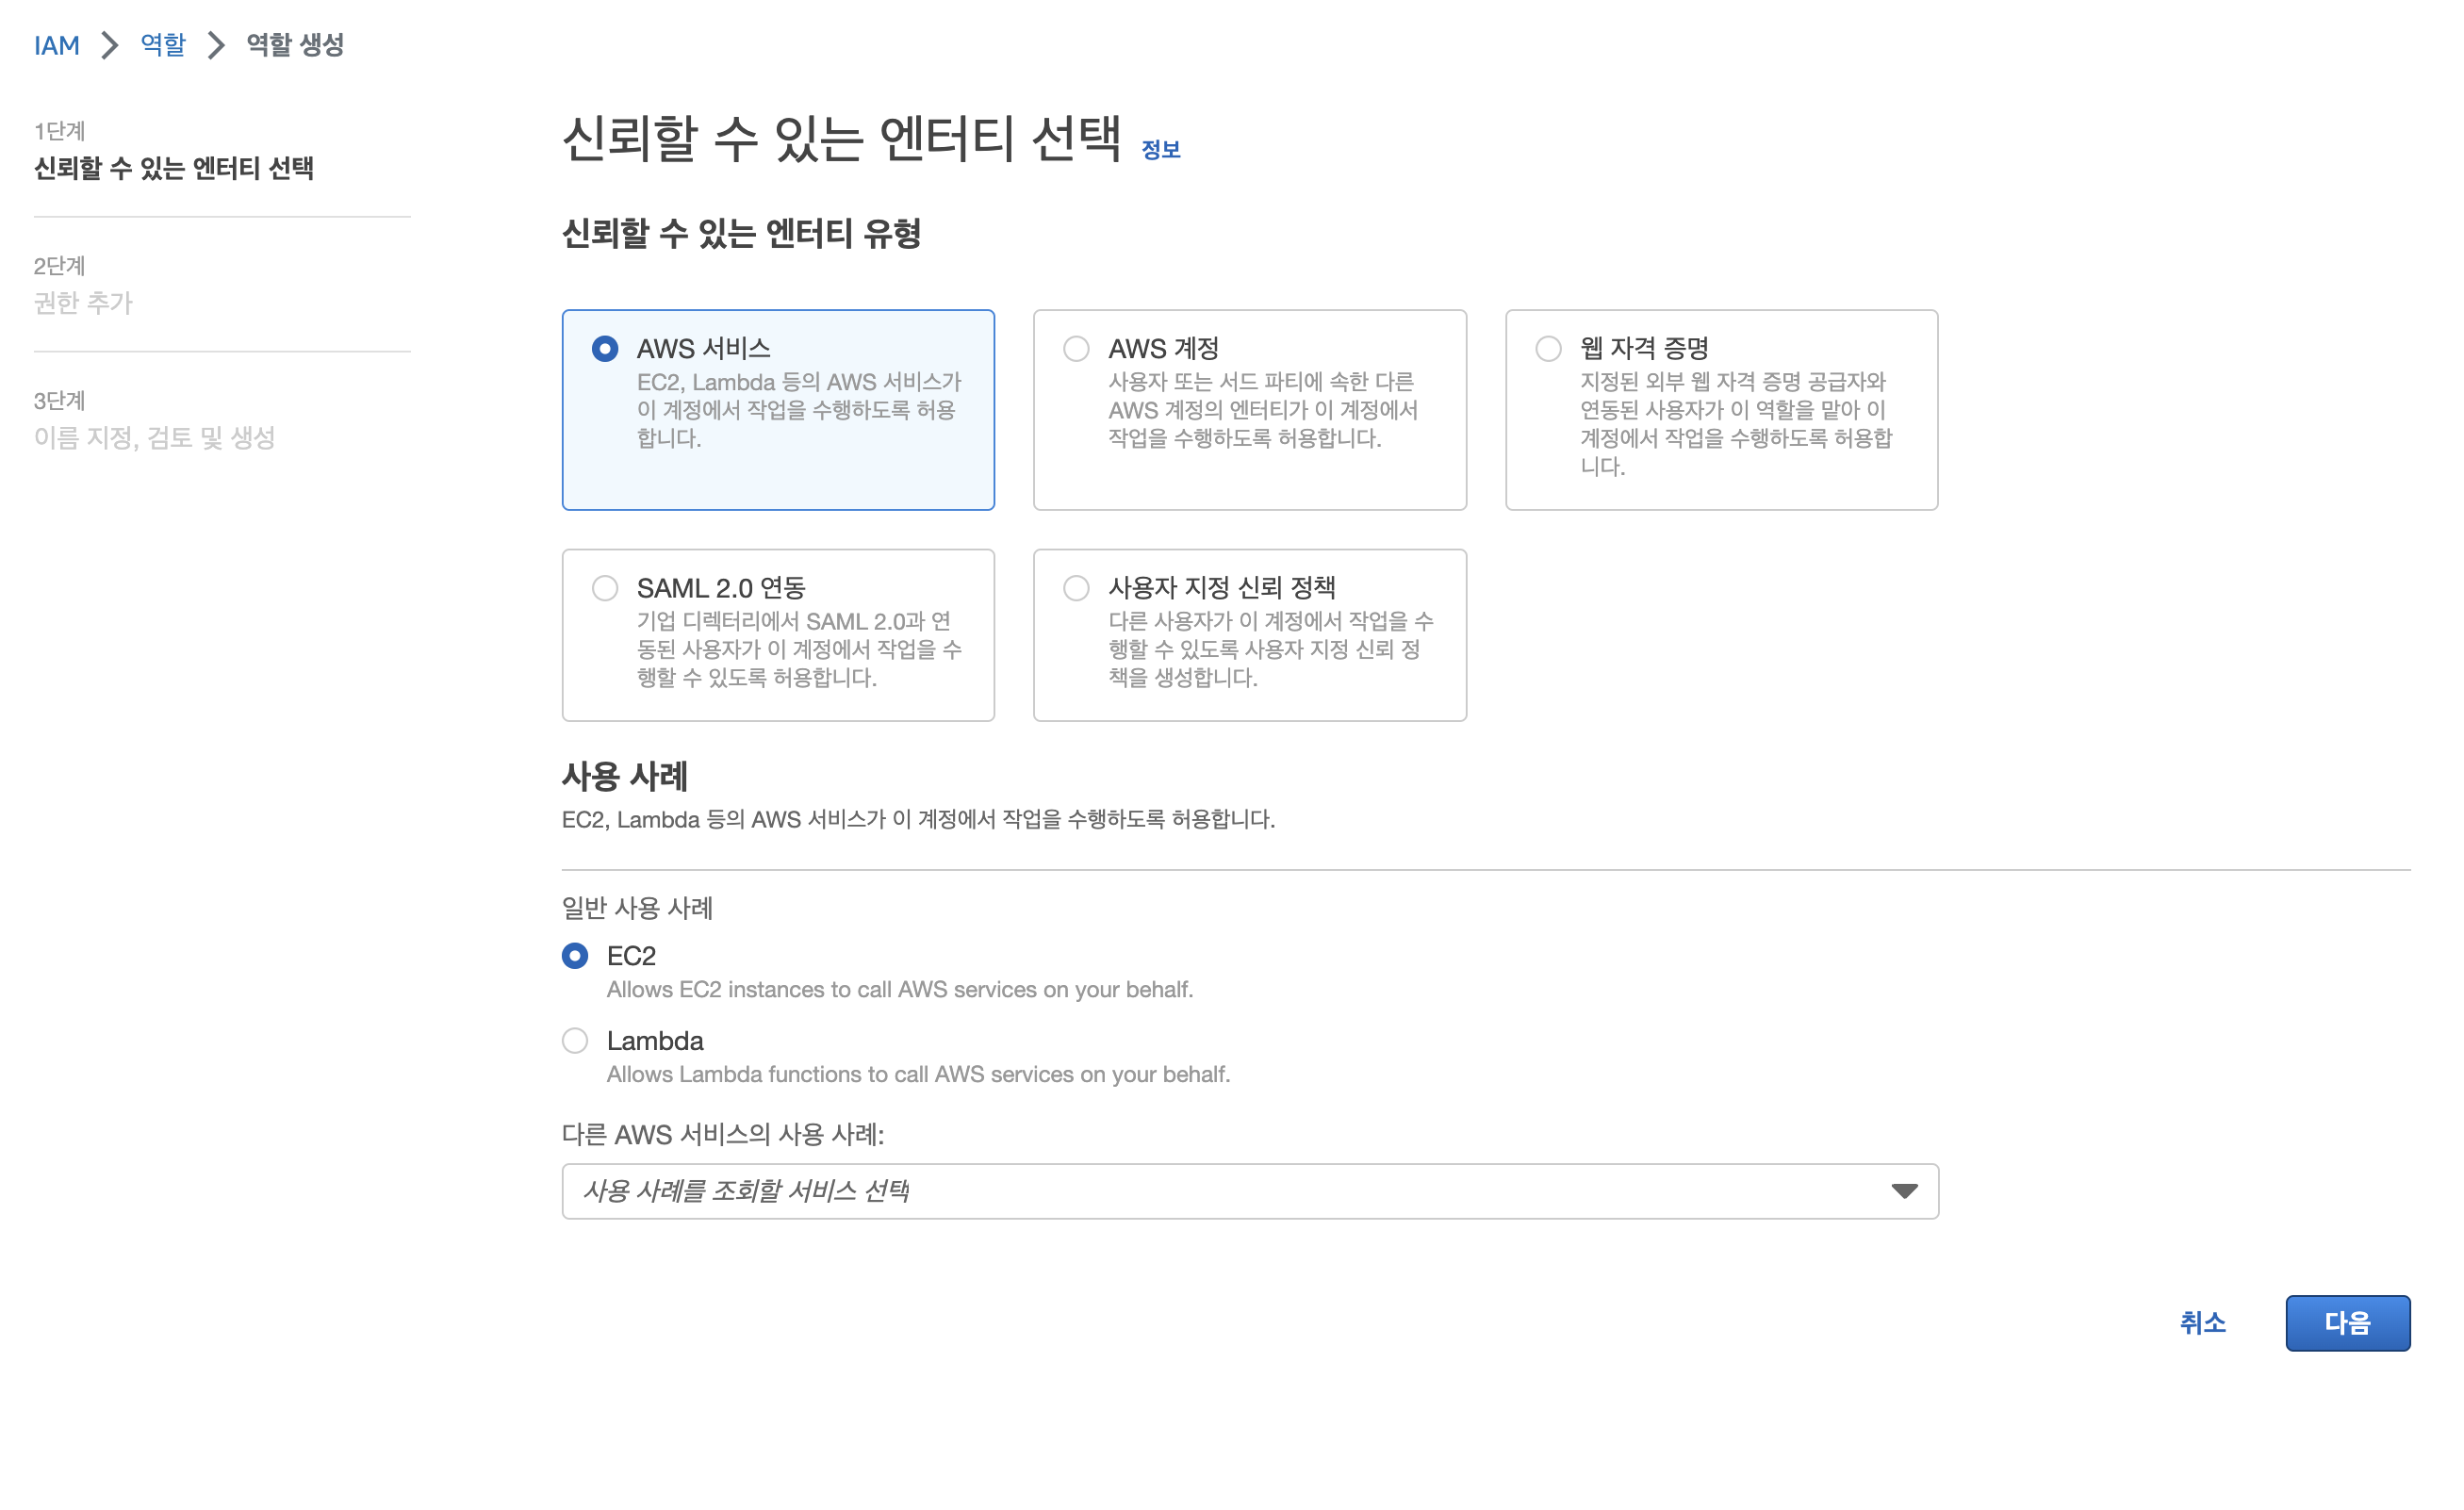 IAM > 역할 > 역할 생성
1단계
신뢰할 수 있는 엔터티 선택
2단계
권한 추가
3단계
이름 지정, 검토 및 생성
신뢰할 수 있는 엔터티 선택 정보
신뢰할 수 있는 엔터티 유형
AWS 서비스
EC2, Lambda 등의 AWS 서비스가
이 계정에서 작업을 수행하도록 허용
합니다.
AWS 계정
사용자 또는 서드 파티에 속한 다른
AWS 계정의 엔터티가 이 계정에서
작업을 수행하도록 허용합니다.
웹 자격 증명
지정된 외부 웹 자격 증명 공급자와
연동된 사용자가 이 역할을 맡아 이
계정에서 작업을 수행하도록 허용합
니다.
SAML 2.0 연동
기업 디렉터리에서 SAML 2.0과 연
동된 사용자가 이 계정에서 작업을 수
행할 수 있도록 허용합니다.
사용자 지정 신뢰 정책
다른 사용자가 이 계정에서 작업을 수
행할 수 있도록 사용자 지정 신뢰 정
책을 생성합니다.
사용 사례
EC2, Lambda 등의 AWS 서비스가 이 계정에서 작업을 수행하도록 허용합니다.
일반 사용 사례
EC2
Allows EC2 instances to call AWS services on your behalf.
Lambda
Allows Lambda functions to call AWS services on your behalf.
다른 AWS 서비스의 사용 사례:
사용 사례를 조회할 서비스 선택
취소
다음